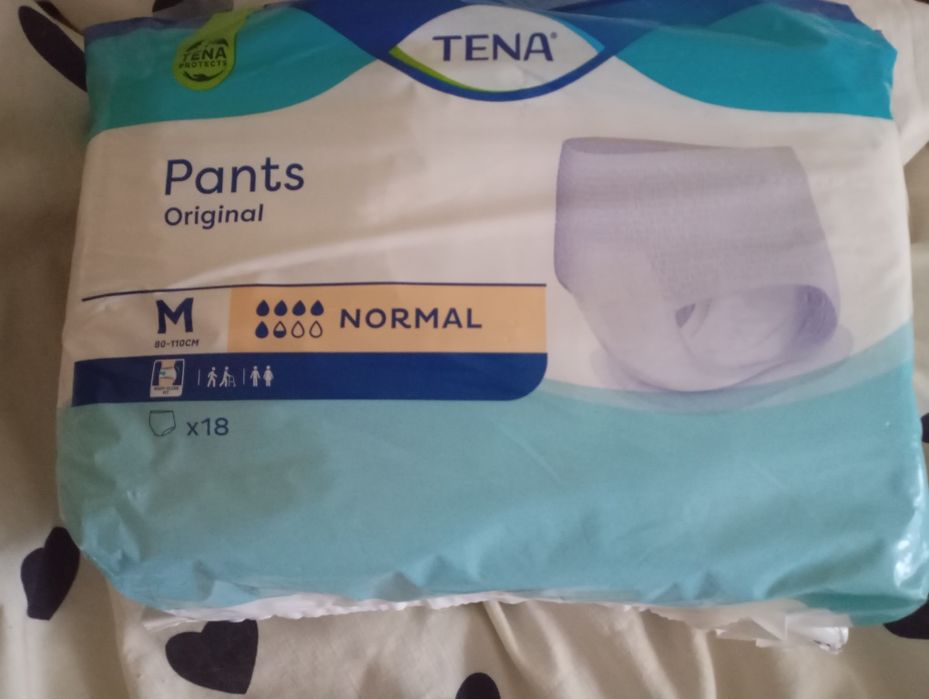 TENA
PROTECTS
TENA®
Pants
Original
M
80-110CM
NORMAL
x18